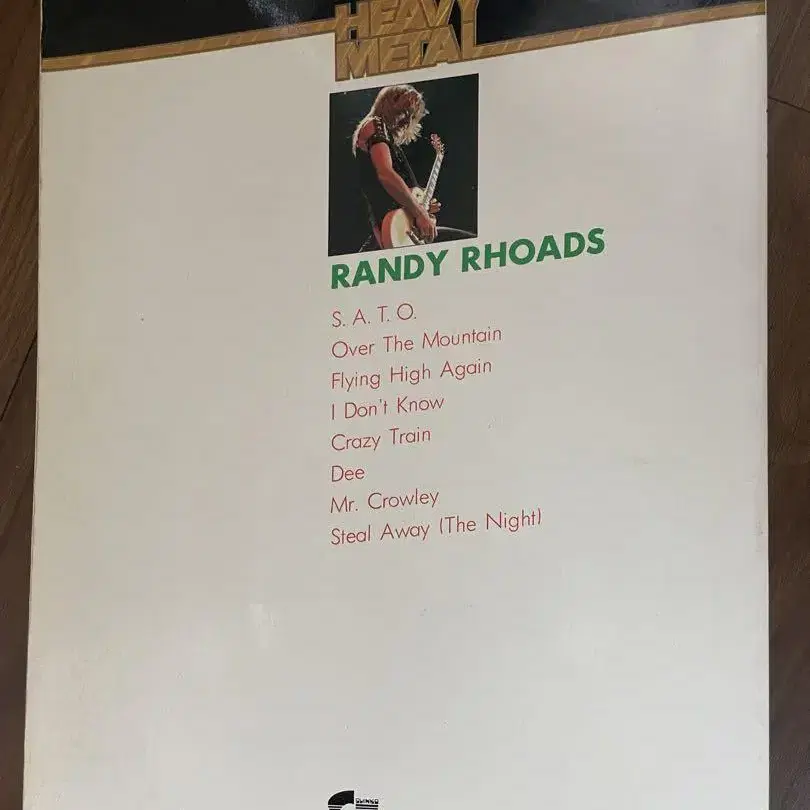 HEAVY
METAL
RANDY RHOADS
S. A. T. O.
Over The Mountain
Flying High Again
I Don't Know
Crazy Train
Dee
Mr. Crowley
Steal Away (The Night)